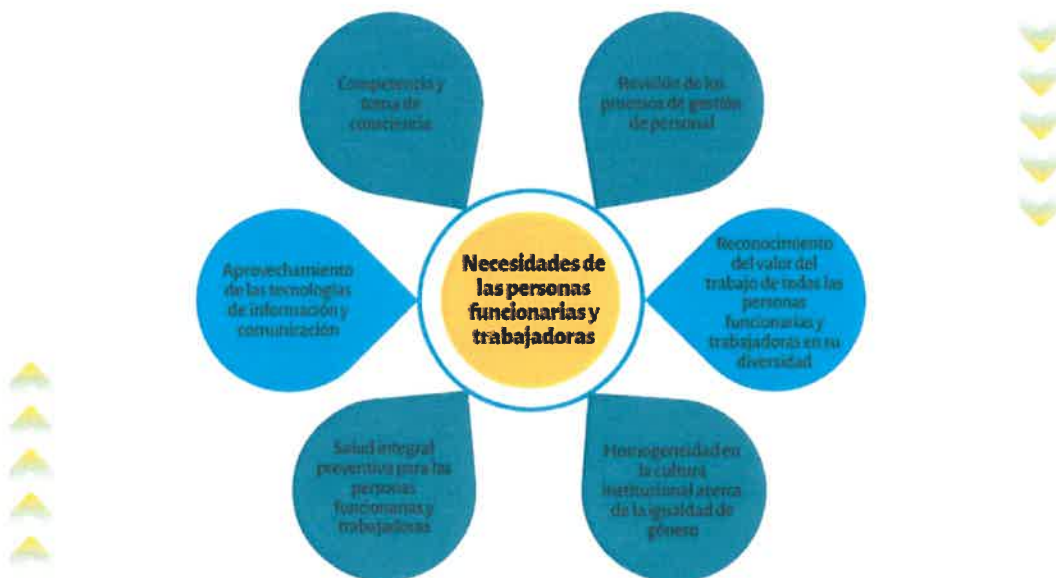 Competencia y
toma de
consciencia
Revisión de los
procesos de gestión
de personal
Aprovechamiento
de las tecnologías
de información y
comunicación
Necesidades de
las personas
funcionarias y
trabajadoras
Reconocimiento
del valor del
trabajo de todas las
personas
funcionarias y
trabajadoras en su
diversidad
Salud integral
preventiva para las
personas
funcionarias y
trabajadoras
Homogeneidad en
la cultura
institucional acerca
de la igualdad de
género